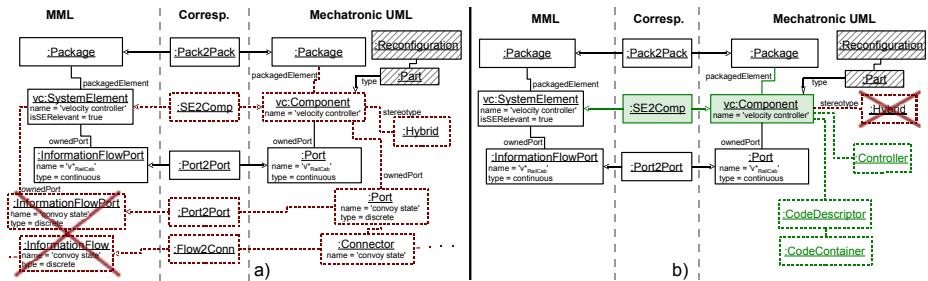 MML
Corresp.
Mechatronic UML
:Package
:Pack2Pack
:Package
:Reconfiguration
packagedElement
packagedElement
type
:Part
vc:SystemElement
name = 'velocity controller'
isSERelevant = true
:SE2Comp
vc:Component
name = 'velocity controller'
stereotype
:Hybrid
ownedPort
ownedPort
:InformationFlowPort
name = 'v*RailCab'
type = continuous
:Port2Port
:Port
name = 'v*RailCab'
type = continuous
ownedPort
ownedPort
:InformationFlowPort
name = 'convoy state'
type = discrete
:Port2Port
:Port
name = 'convoy state'
type = discrete
:InformationFlow
name = 'convoy state'
type = discrete
:Flow2Conn
:Connector
name = 'convoy state'
a)
MML
Corresp.
Mechatronic UML
:Package
:Pack2Pack
:Package
:Reconfiguration
packagedElement
packagedElement
type
:Part
vc:SystemElement
name = 'velocity controller'
isSERelevant = true
:SE2Comp
vc:Component
name = 'velocity controller'
stereotype
:Hybrid
ownedPort
ownedPort
:InformationFlowPort
name = 'v*RailCab'
type = continuous
:Port2Port
:Port
name = 'v*RailCab'
type = continuous
:Controller
:CodeDescriptor
:CodeContainer
b)